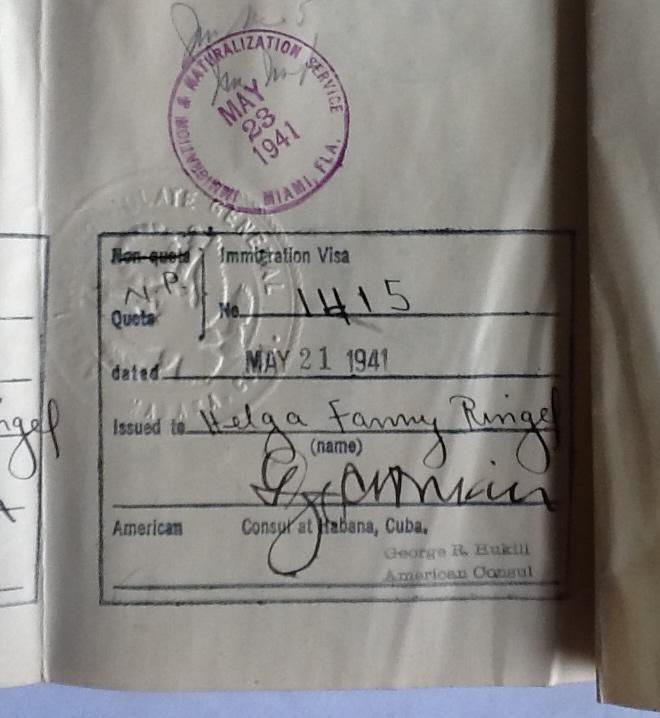 IMMIGRATION & NATURALIZATION SERVICE
MAY
23
1941
MIAMI, FLA.
Non-quota Immigration Visa
N.P.
Quota No. 1415
dated MAY 21 1941
Issued to Helga Fanny Ringel
(name)
American Consul at Habana, Cuba.
George R. Hukill
American Consul